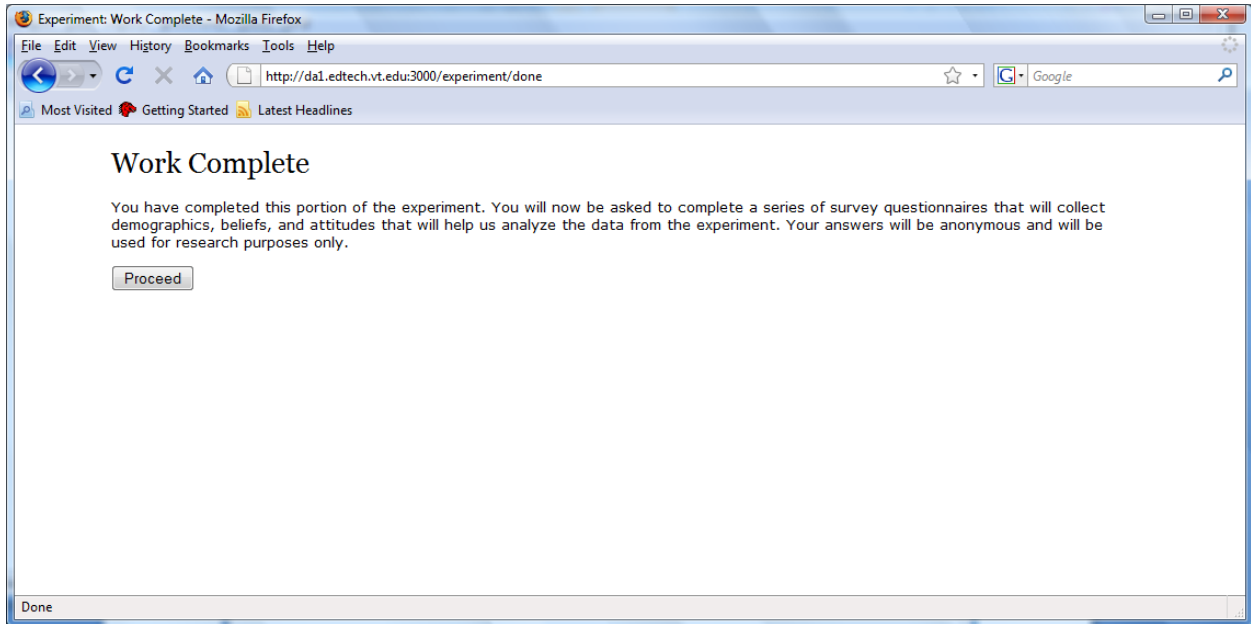 Experiment: Work Complete - Mozilla Firefox
File Edit View History Bookmarks Tools Help
http://da1.edtech.vt.edu:3000/experiment/done
G Google
Most Visited Getting Started Latest Headlines
Work Complete
You have completed this portion of the experiment. You will now be asked to complete a series of survey questionnaires that will collect
demographics, beliefs, and attitudes that will help us analyze the data from the experiment. Your answers will be anonymous and will be
used for research purposes only.
Proceed
Done